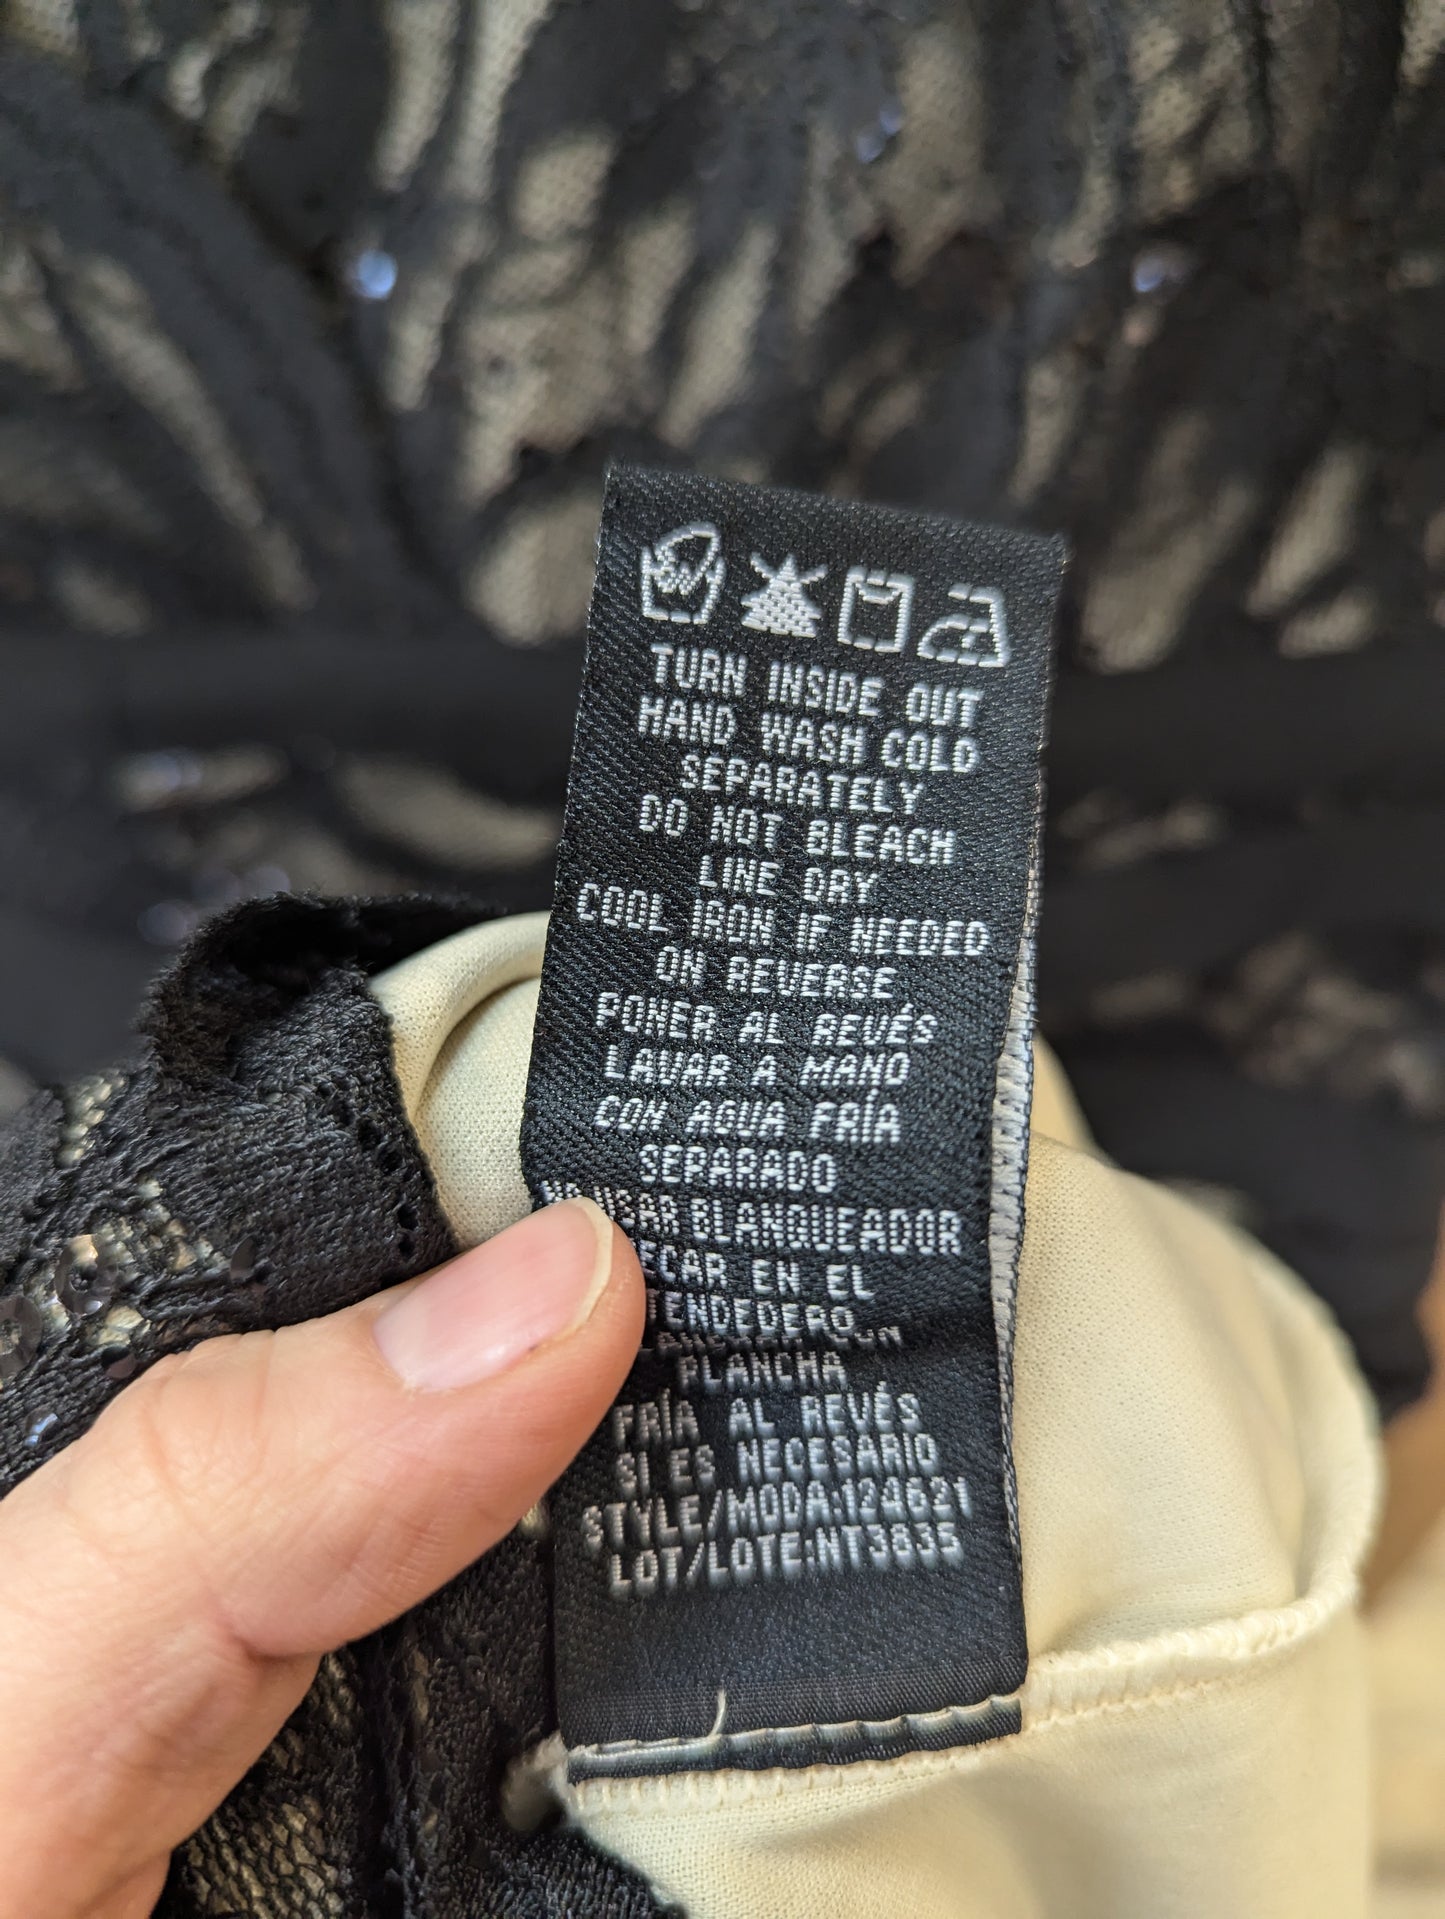 TURN INSIDE OUT
HAND WASH COLD
SEPARATELY
DO NOT BLEACH
LINE DRY
COOL IRON IF NEEDED
ON REVERSE
PONER AL REVÉS
LAVAR A MANO
CON AGUA FRÍA
SERARADO
BLANQUEADOR
EN EL
TENDEDERO
PLANCHA
FRÍA AL REVÉS
SI ES NECESARIO
STYLE/MODA:124621
LOT/LOTE:NT3835